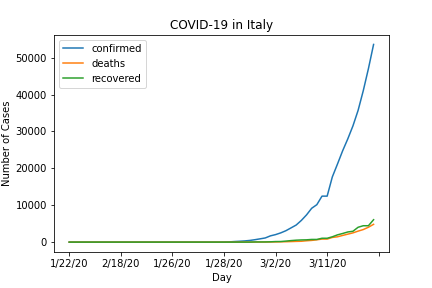 COVID-19 in Italy
confirmed
deaths
recovered
Number of Cases
50000
40000
30000
20000
10000
0
1/22/20 2/18/20 1/26/20 1/28/20 3/2/20 3/11/20
Day